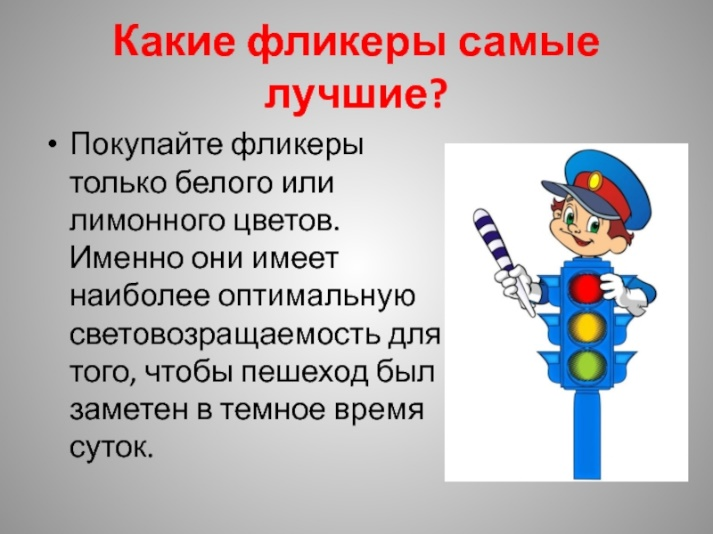 Какие фликеры самые
лучшие?
• Покупайте фликеры
только белого или
лимонного цветов.
Именно они имеет
наиболее оптимальную
световозращаемость для
того, чтобы пешеход был
заметен в темное время
суток.